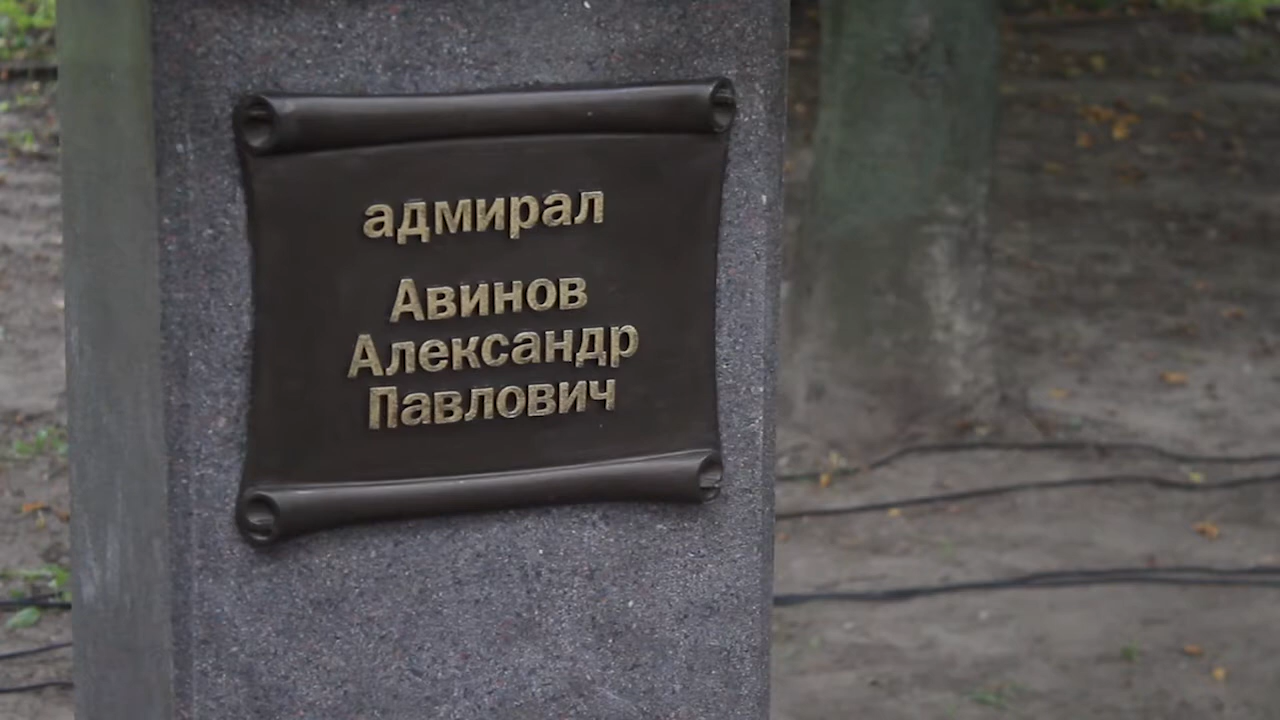 адмирал
Авинов
Александр
Павлович